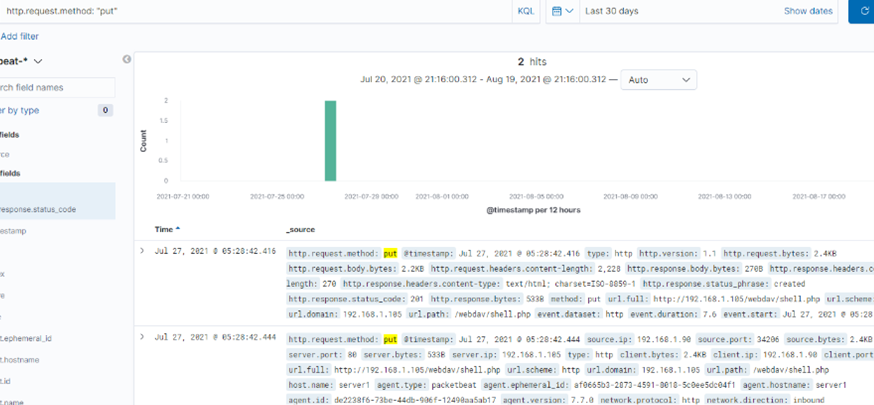 http.request.method: "put"
KQL
Last 30 days
Show dates
Add filter
beat-*
2 hits
Jul 20, 2021 @ 21:16:00.312 - Aug 19, 2021 @ 21:16:00.312 —
Auto
rch field names
er by type
0
fields
rce
fields
response.status_code
estamp
Count
2
1.5
1
0.5
0
2021-07-21 00:00
2021-07-25 00:00
2021-07-29 00:00
2021-08-01 00:00
2021-08-05 00:00
2021-08-09 00:00
2021-08-13 00:00
2021-08-17 00:00
@timestamp per 12 hours
Time
_source
Jul 27, 2021 @ 05:28:42.416
http.request.method: put @timestamp: Jul 27, 2021 @ 05:28:42.416 type: http http.version: 1.1 http.request.bytes: 2.4KB
http.request.body.bytes: 2.2KB http.request.headers.content-length: 2,228 http.response.body.bytes: 270B http.response.headers.c
length: 270 http.response.headers.content-type: text/html; charset=ISO-8859-1 http.response.status_phrase: created
http.response.status_code: 201 http.response.bytes: 533B method: put url.full: http://192.168.1.105/webdav/shell.php url.scheme
url.domain: 192.168.1.105 url.path: /webdav/shell.php event.dataset: http event.duration: 7.6 event.start: Jul 27, 2021 @ 05:28
Jul 27, 2021 @ 05:28:42.444
http.request.method: put @timestamp: Jul 27, 2021 @ 05:28:42.444 source.ip: 192.168.1.90 source.port: 34206 source.bytes: 2.4KB
server.port: 80 server.bytes: 533B server.ip: 192.168.1.105 type: http client.bytes: 2.4KB client.ip: 192.168.1.90 client.port
url.full: http://192.168.1.105/webdav/shell.php url.scheme: http url.domain: 192.168.1.105 url.path: /webdav/shell.php
host.name: server1 agent.type: packetbeat agent.ephemeral_id: af0665b3-2873-4591-8018-5c0ee5dc04f1 agent.hostname: server1
agent.id: de2238f6-73be-44db-906f-12490aa5ab17 agent.version: 7.7.0 network.protocol: http network.direction: inbound
t.ephemeral_id
t.hostname
t.id
t.name